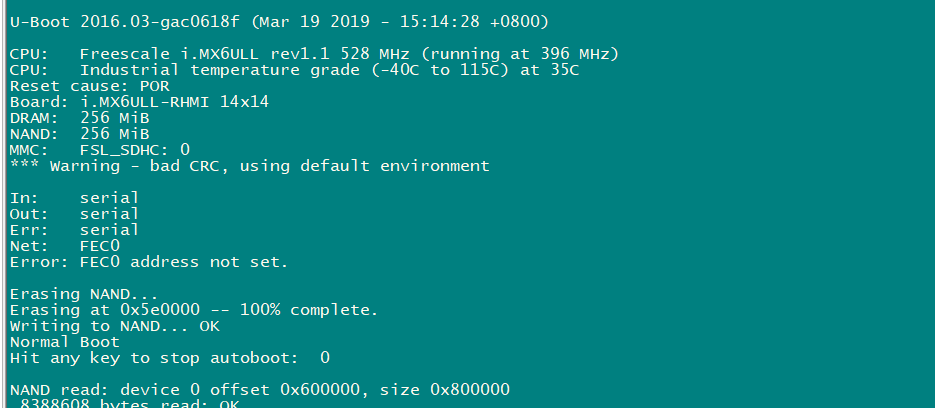 U-Boot 2016.03-gac0618f (Mar 19 2019 - 15:14:28 +0800)
CPU: Freescale i.MX6ULL rev1.1 528 MHz (running at 396 MHz)
CPU: Industrial temperature grade (-40C to 115C) at 35C
Reset cause: POR
Board: i.MX6ULL-RHMI 14x14
DRAM: 256 MiB
NAND: 256 MiB
MMC: FSL_SDHC: 0
*** Warning - bad CRC, using default environment
In: serial
Out: serial
Err: serial
Net: FEC0
Error: FEC0 address not set.
Erasing NAND...
Erasing at 0x5e0000 -- 100% complete.
Writing to NAND... OK
Normal Boot
Hit any key to stop autoboot: 0
NAND read: device 0 offset 0x600000, size 0x800000
8388608 bytes read: OK